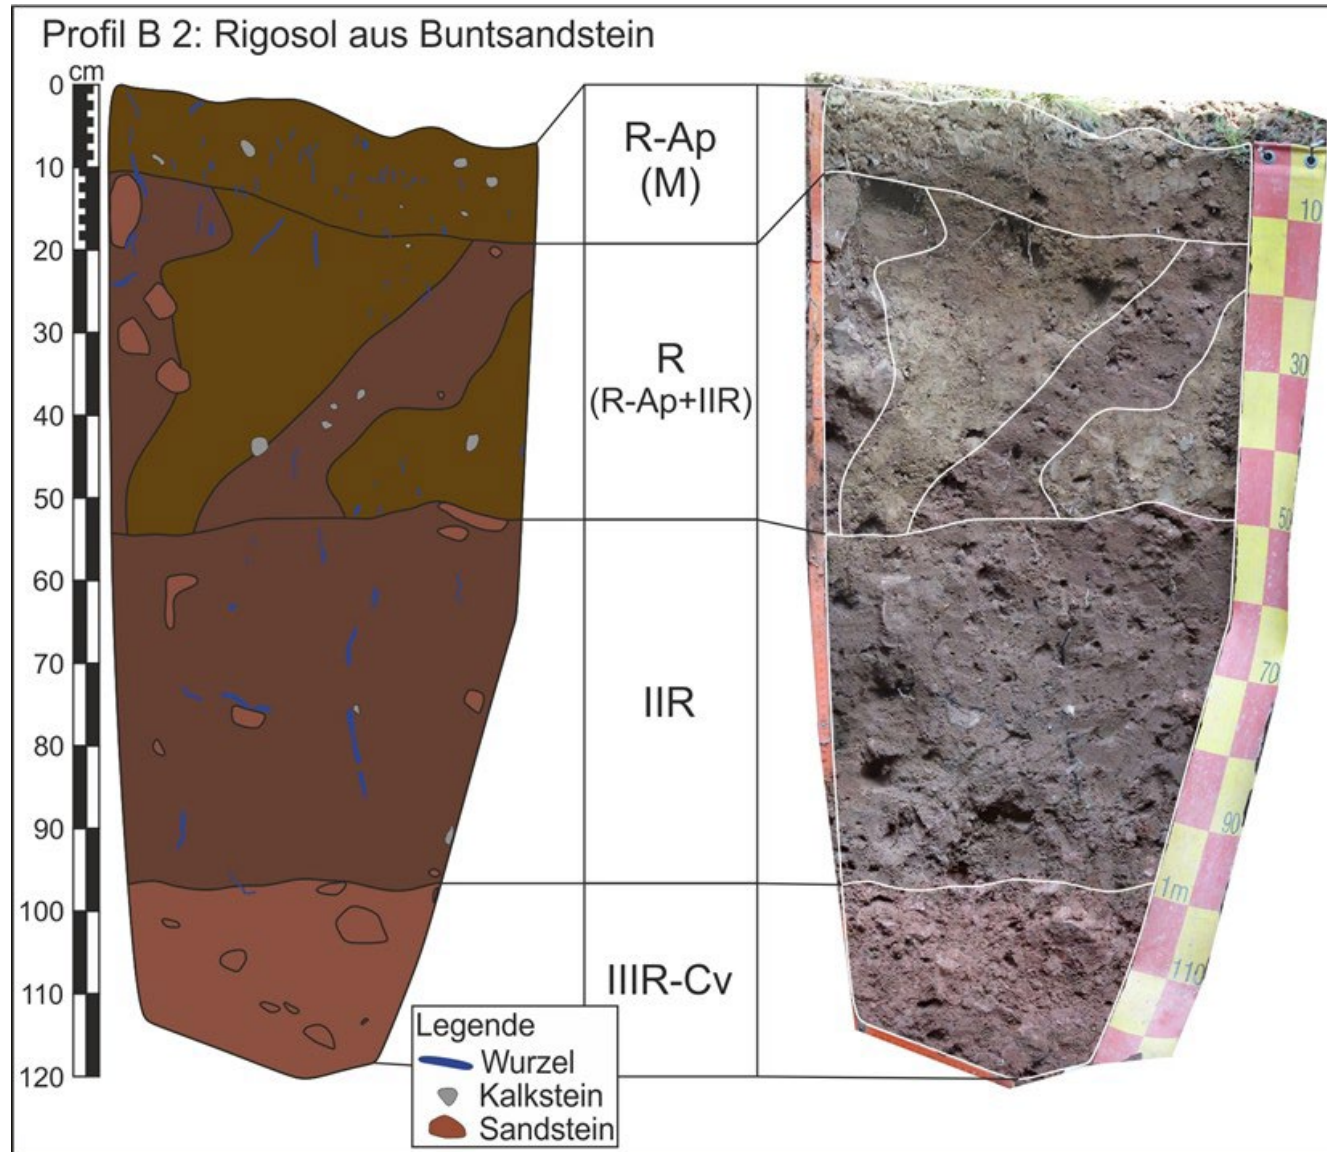 Profil B 2: Rigosol aus Buntsandstein
cm
0
10
20
30
40
50
60
70
80
90
100
110
120
R-Ap
(M)
R
(R-Ap+IIR)
IIR
IIIR-Cv
Legende
Wurzel
Kalkstein
Sandstein
10
30
50
70
90
1m
110